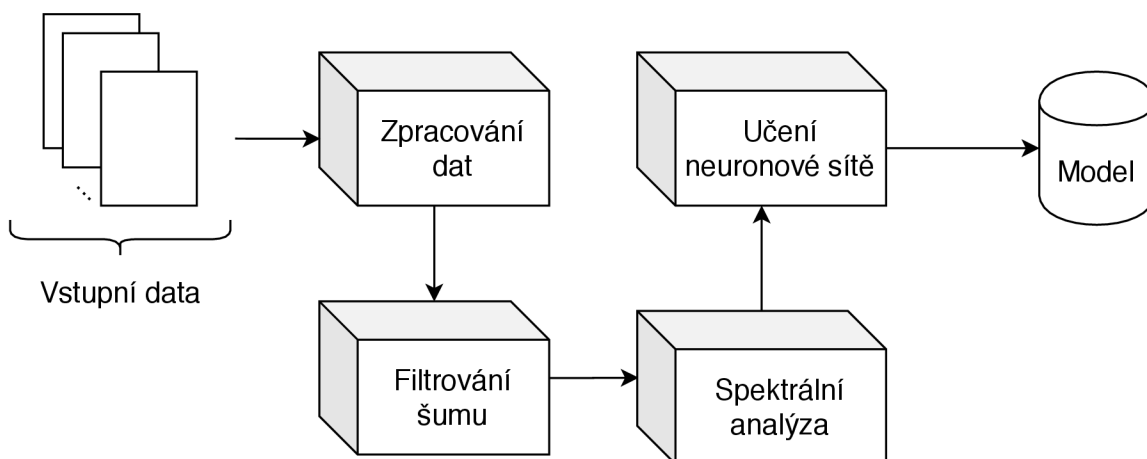 Vstupní data
Zpracování
dat
Filtrování
šumu
Spektrální
analýza
Učení
neuronové sítě
Model